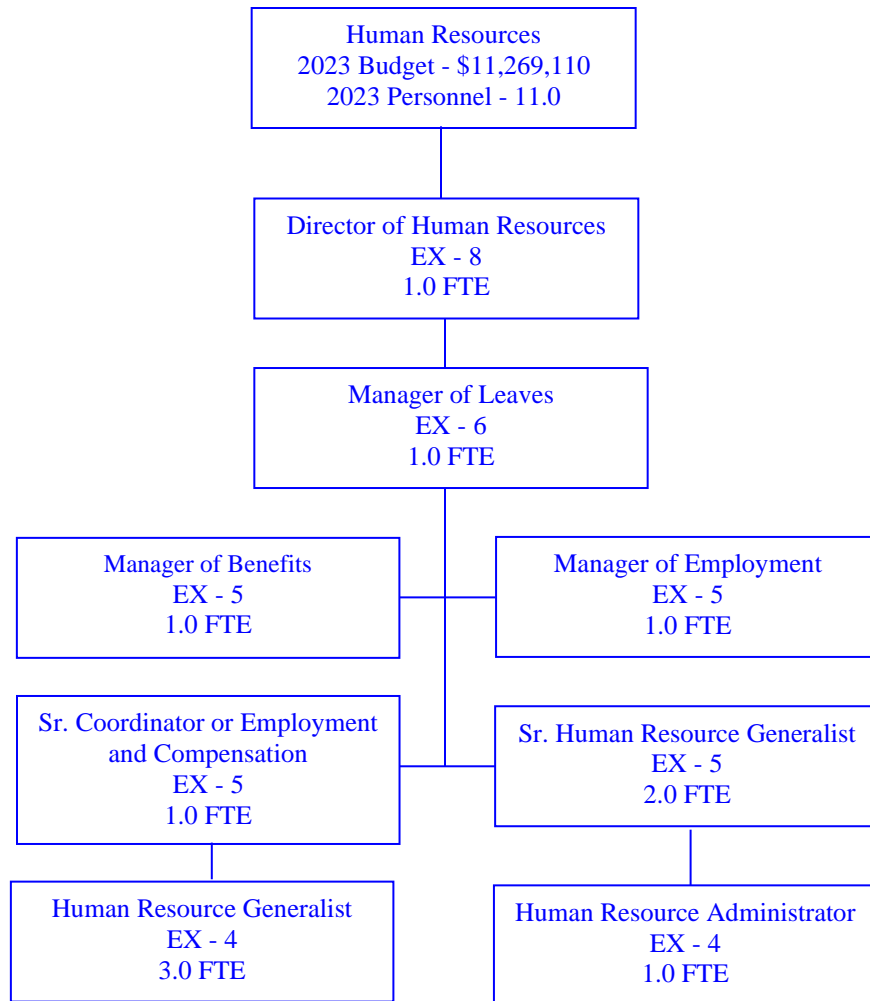 Human Resources
2023 Budget - $11,269,110
2023 Personnel - 11.0
Director of Human Resources
EX - 8
1.0 FTE
Manager of Leaves
EX - 6
1.0 FTE
Manager of Benefits
EX - 5
1.0 FTE
Manager of Employment
EX - 5
1.0 FTE
Sr. Coordinator or Employment
and Compensation
EX - 5
1.0 FTE
Sr. Human Resource Generalist
EX - 5
2.0 FTE
Human Resource Generalist
EX - 4
3.0 FTE
Human Resource Administrator
EX - 4
1.0 FTE